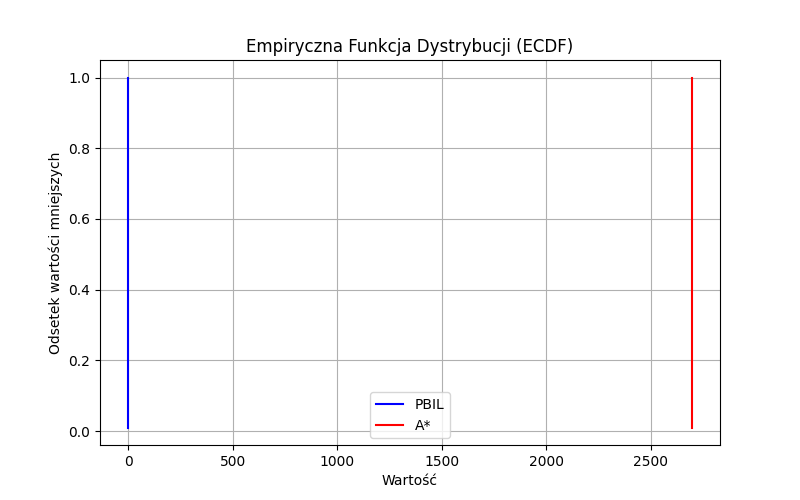 Empiryczna Funkcja Dystrybucji (ECDF)
Odsetek wartości mniejszych
1.0
0.8
0.6
0.4
0.2
0.0
PBIL
A*
0 500 1000 1500 2000 2500
Wartość